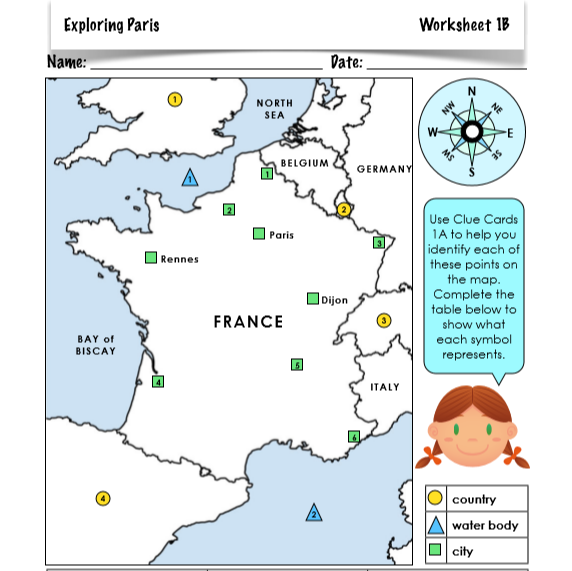 Exploring Paris
Worksheet 1B
Name:
Date:
1
NORTH
SEA
N
NW
NE
W
E
SW
SE
S
BELGIUM
GERMANY
1
1
2
2
Paris
3
Rennes
Dijon
FRANCE
3
BAY of
BISCAY
5
4
ITALY
6
4
2
Use Clue Cards
1A to help you
identify each of
these points on
the map.
Complete the
table below to
show what
each symbol
represents.
country
water body
city